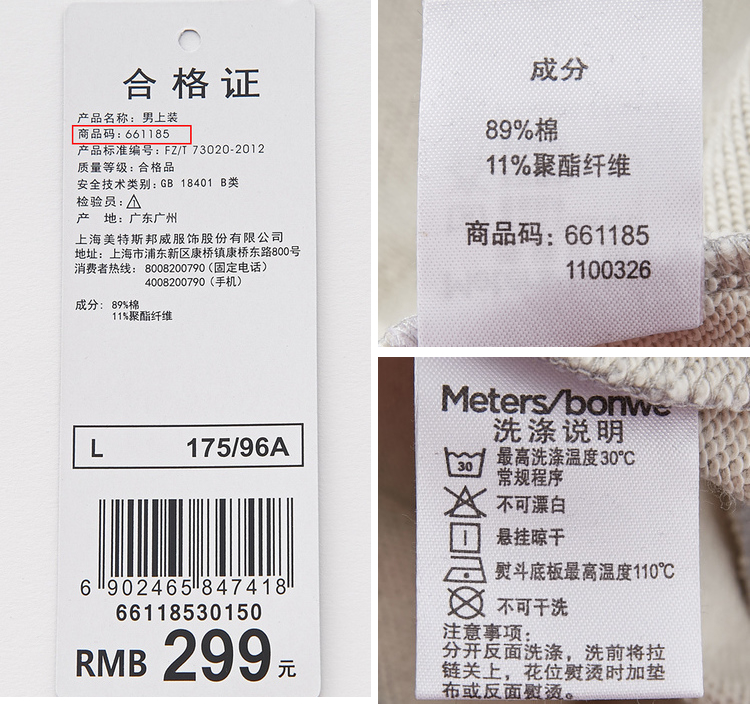 合格证
产品名称: 男上装
商品码: 661185
产品标准编号: FZ/T 73020-2012
质量等级: 合格品
安全技术类别: GB 18401 B类
检验员: 1
产 地: 广东广州
上海美特斯邦威服饰股份有限公司
地址: 上海市浦东新区康桥镇康桥东路800号
消费者热线: 8008200790 (固定电话)
4008200790 (手机)
成分: 89%棉
11%聚酯纤维
L 175/96A
6 902465 847418
66118530150
RMB 299元
成分
89%棉
11%聚酯纤维
商品码: 661185
1100326
Meters/bonwe
洗涤说明
30 最高洗涤温度30℃
常规程序
不可漂白
悬挂晾干
熨斗底板最高温度110℃
不可干洗
注意事项:
分开反面洗涤，洗前将拉
链关上，花位熨烫时加垫
布或反面熨烫。